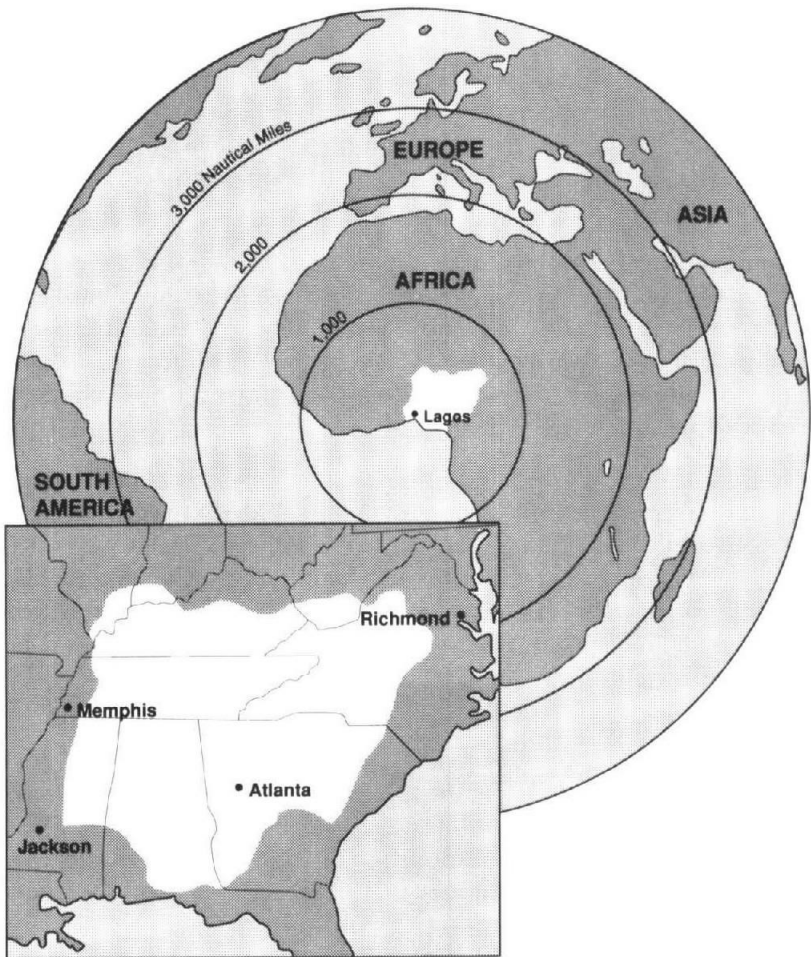 3,000 Nautical Miles
EUROPE
ASIA
2,000
AFRICA
1,000
Lagos
SOUTH
AMERICA
Richmond
Memphis
Atlanta
Jackson